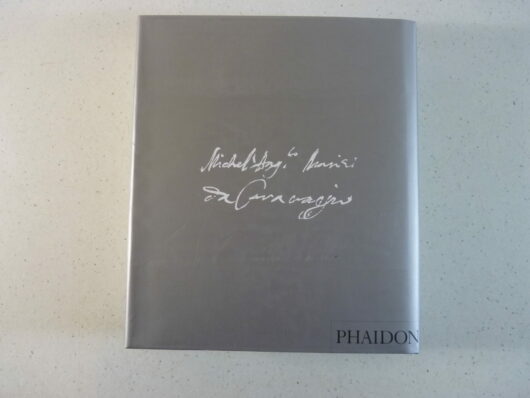 Michel'Ang.lo Merisi
da Caravaggio
PHAIDON